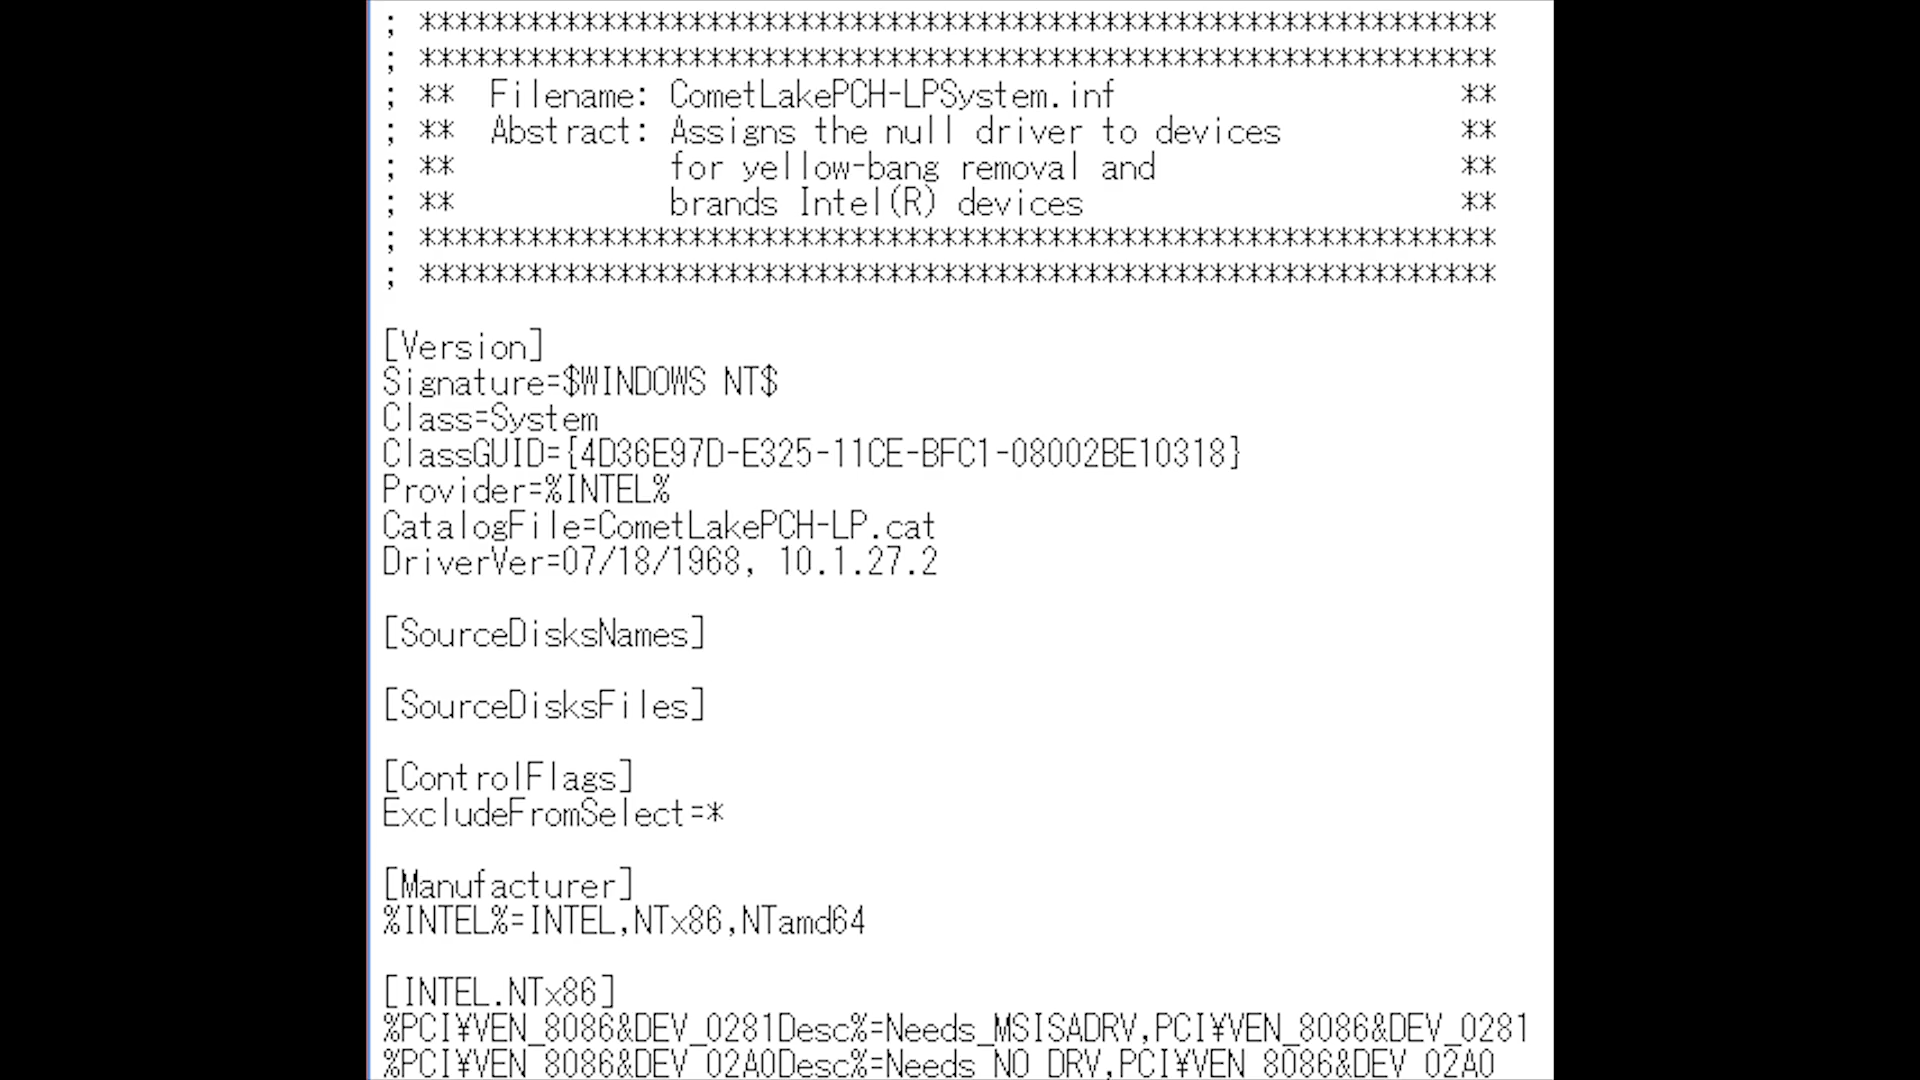 ; ************************************************************
; ************************************************************
; **  Filename: CometLakePCH-LPSystem.inf                   **
; **  Abstract: Assigns the null driver to devices          **
; **            for yellow-bang removal and                 **
; **            brands Intel(R) devices                     **
; ************************************************************
; ************************************************************
[Version]
Signature=$WINDOWS NT$
Class=System
ClassGUID={4D36E97D-E325-11CE-BFC1-08002BE10318}
Provider=%INTEL%
CatalogFile=CometLakePCH-LP.cat
DriverVer=07/18/1968, 10.1.27.2
[SourceDisksNames]
[SourceDisksFiles]
[ControlFlags]
ExcludeFromSelect=*
[Manufacturer]
%INTEL%=INTEL,NTx86,NTamd64
[INTEL.NTx86]
%PCI¥VEN_8086&DEV_0281Desc%=Needs_MSISADRV,PCI¥VEN_8086&DEV_0281
%PCI¥VEN_8086&DEV_02A0Desc%=Needs_NO_DRV,PCI¥VEN_8086&DEV_02A0